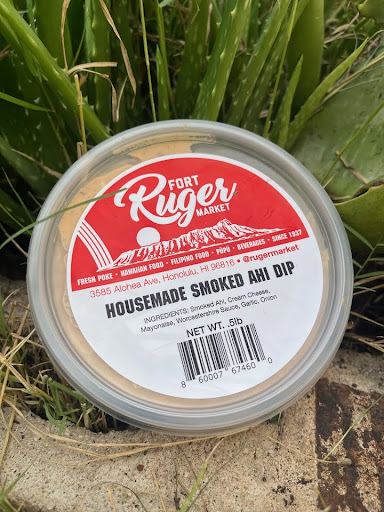 FORT
Ruger
MARKET
FRESH POKE • HAWAIIAN FOOD • FILIPINO FOOD • PUPU • BEVERAGES • SINCE 1937
3585 Alohea Ave, Honolulu, HI 96816 • @rugermarket
HOUSEMADE SMOKED AHI DIP
INGREDIENTS: Smoked Ahi, Cream Cheese,
Mayonaise, Worcestershire Sauce, Garlic, Onion
NET WT. .5lb
8 60007 67460 0